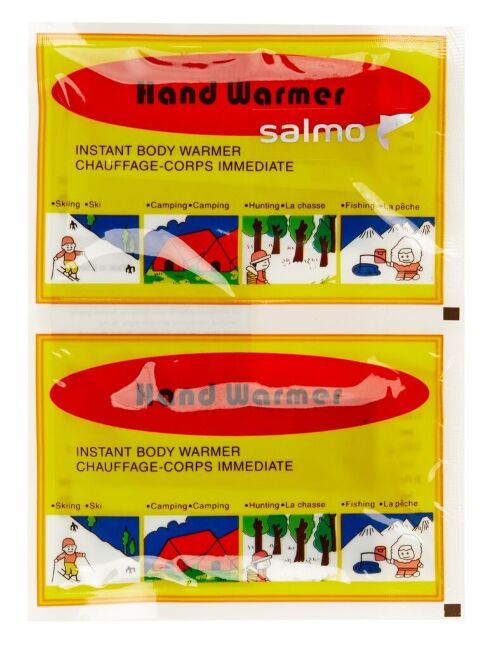 Hand Warmer
salmo
INSTANT BODY WARMER
CHAUFFAGE-CORPS IMMEDIATE
•Skiing •Ski •Camping•Camping •Hunting•La chasse •Fishing •La pêche
Hand Warmer
INSTANT BODY WARMER
CHAUFFAGE-CORPS IMMEDIATE
•Skiing •Ski •Camping•Camping •Hunting•La chasse •Fishing •La pêche